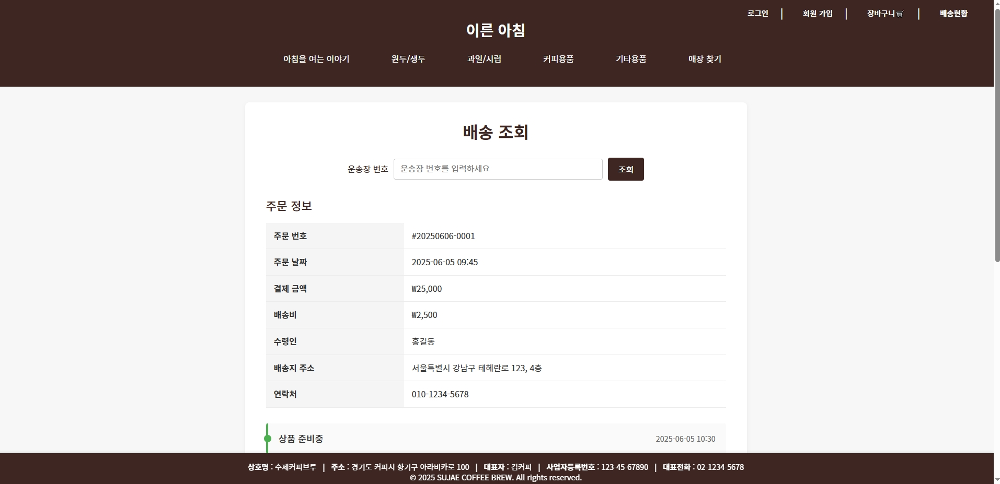 로그인 | 회원 가입 | 장바구니🛒 | 배송현황
이른 아침
아침을 여는 이야기 원두/생두 과일/시럽 커피용품 기타용품 매장 찾기
배송 조회
운송장 번호 운송장 번호를 입력하세요 조회
주문 정보
주문 번호 #20250606-0001
주문 날짜 2025-06-05 09:45
결제 금액 ₩25,000
배송비 ₩2,500
수령인 홍길동
배송지 주소 서울특별시 강남구 테헤란로 123, 4층
연락처 010-1234-5678
상품 준비중 2025-06-05 10:30
상호명 : 수제커피브루 | 주소 : 경기도 커피시 향기구 아라비카로 100 | 대표자 : 김커피 | 사업자등록번호 : 123-45-67890 | 대표전화 : 02-1234-5678
© 2025 SUJAE COFFEE BREW. All rights reserved.